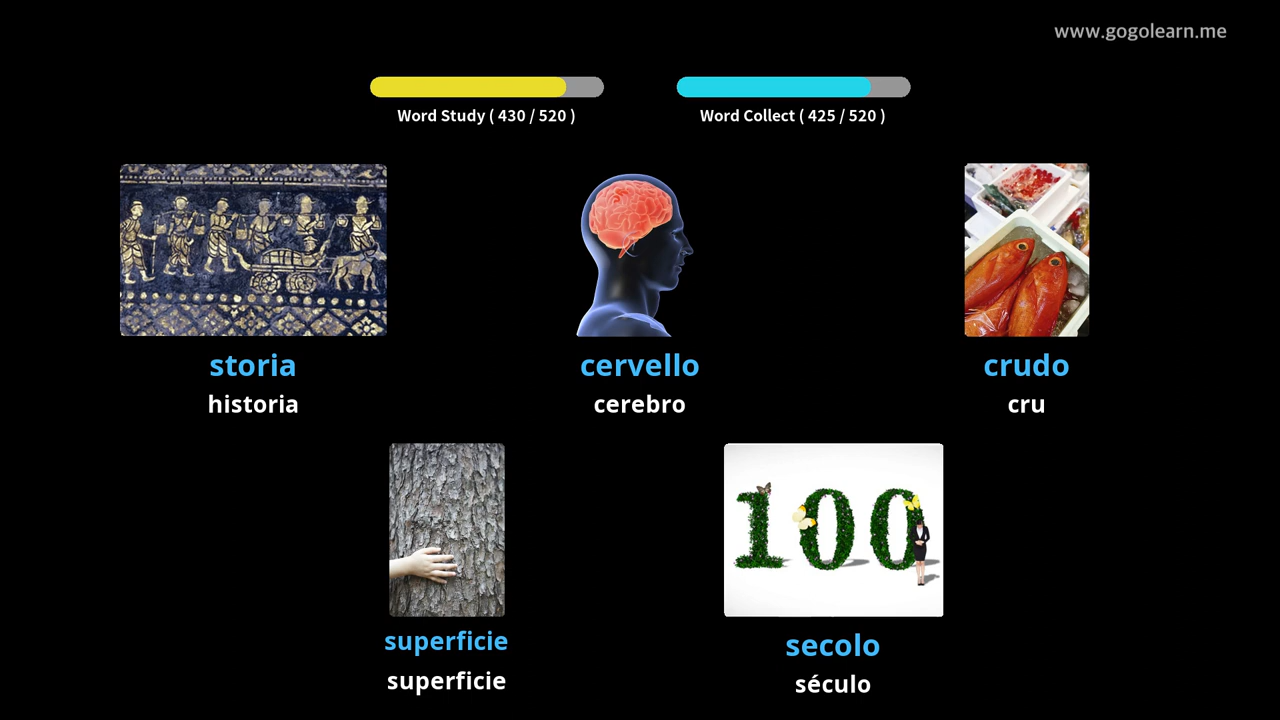 www.gogolearn.me
Word Study ( 430 / 520 )
Word Collect ( 425 / 520 )
storia
cervello
crudo
historia
cerebro
cru
superficie
secolo
superficie
século